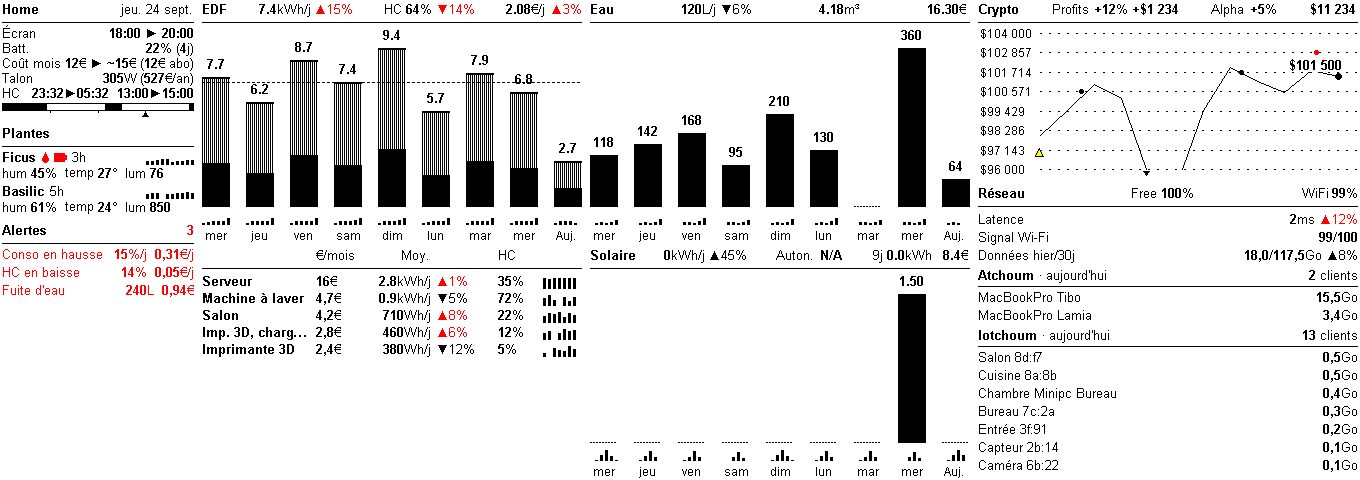 Home jeu. 24 sept.
Écran 18:00 ▶ 20:00
Batt. 22% (4j)
Coût mois 12€ ▶ ~15€ (12€ abo)
Talon 305W (527€/an)
HC 23:32▶05:32 13:00▶15:00
Plantes
Ficus 3h
hum 45% temp 27° lum 76
Basilic 5h
hum 61% temp 24° lum 850
Alertes 3
Conso en hausse 15%/j 0,31€/j
HC en baisse 14% 0,05€/j
Fuite d'eau 240L 0,94€
EDF 7.4kWh/j ▲15% HC 64% ▼14% 2.08€/j ▲3%
7.7 6.2 8.7 7.4 9.4 5.7 7.9 6.8 2.7
mer jeu ven sam dim lun mar mer Auj.
€/mois Moy. HC
Serveur 16€ 2.8kWh/j ▲1% 35%
Machine à laver 4,7€ 0.9kWh/j ▼5% 72%
Salon 4,2€ 710Wh/j ▲8% 22%
Imp. 3D, charg... 2,8€ 460Wh/j ▲6% 12%
Imprimante 3D 2,4€ 380Wh/j ▼12% 5%
Eau 120L/j ▼6% 4.18m³ 16.30€
118 142 168 95 210 130 360 64
mer jeu ven sam dim lun mar mer Auj.
Solaire 0kWh/j ▲45% Auton. N/A 9j 0.0kWh 8.4€
1.50
mer jeu ven sam dim lun mar mer Auj.
Crypto Profits +12% +$1 234 Alpha +5% $11 234
$104 000
$102 857
$101 714
$100 571
$99 429
$98 286
$97 143
$96 000
$101 500
Réseau Free 100% WiFi 99%
Latence 2ms ▲12%
Signal Wi-Fi 99/100
Données hier/30j 18,0/117,5Go ▲8%
Atchoum · aujourd'hui 2 clients
MacBookPro Tibo 15,5Go
MacBookPro Lamia 3,4Go
Iotchoum · aujourd'hui 13 clients
Salon 8d:f7 0,5Go
Cuisine 8a:8b 0,5Go
Chambre Minipc Bureau 0,4Go
Bureau 7c:2a 0,3Go
Entrée 3f:91 0,2Go
Capteur 2b:14 0,1Go
Caméra 6b:22 0,1Go